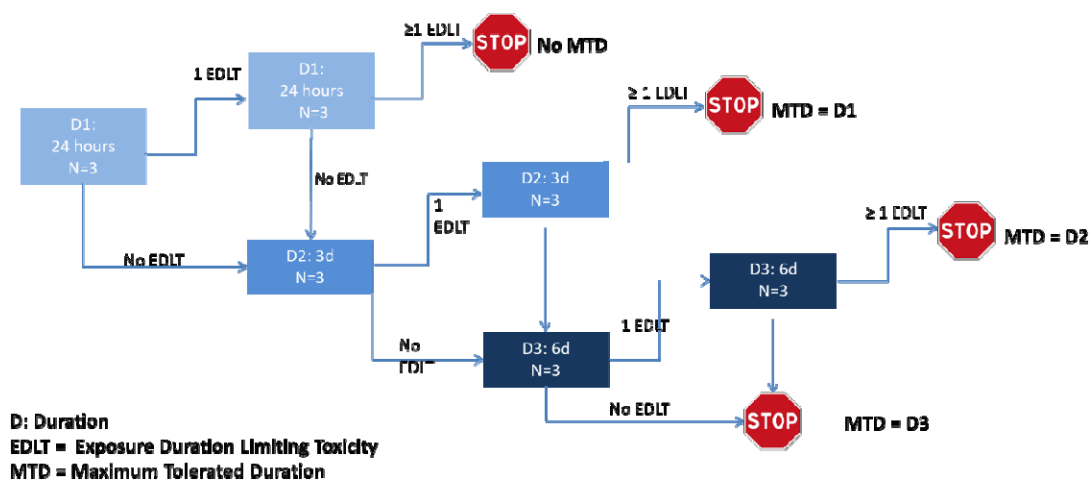 ≥1 EDLT
STOP
No MTD
D1:
24 hours
N=3
1 EDLT
D1:
24 hours
N=3
≥ 1 EDLT
STOP
MTD = D1
No EDLT
D2: 3d
N=3
1
EDLT
≥ 1 EDLT
STOP
MTD = D2
No EDLT
D2: 3d
N=3
D3: 6d
N=3
1 EDLT
No
EDLT
D3: 6d
N=3
No EDLT
STOP
MTD = D3
D: Duration
EDLT = Exposure Duration Limiting Toxicity
MTD = Maximum Tolerated Duration